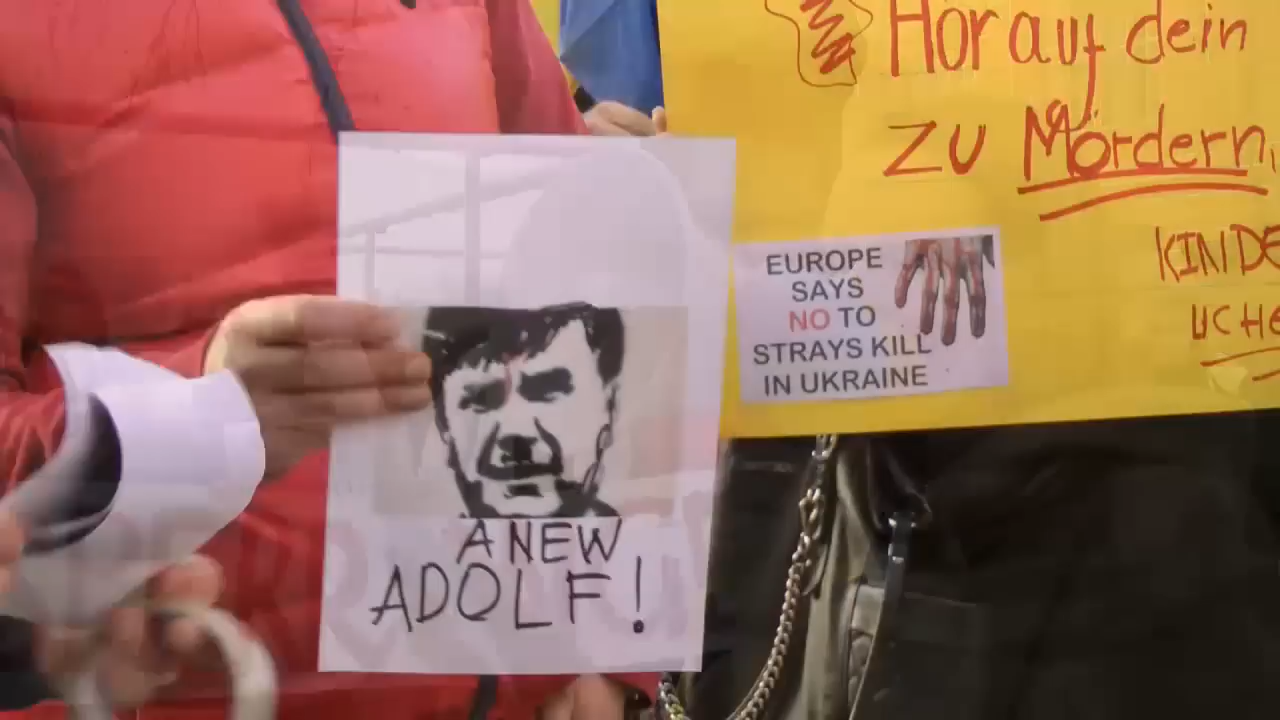 Hör auf dein
zu Mördern,
KINDE
UCHE
EUROPE
SAYS
NO TO
STRAYS KILL
IN UKRAINE
A NEW
ADOLF!